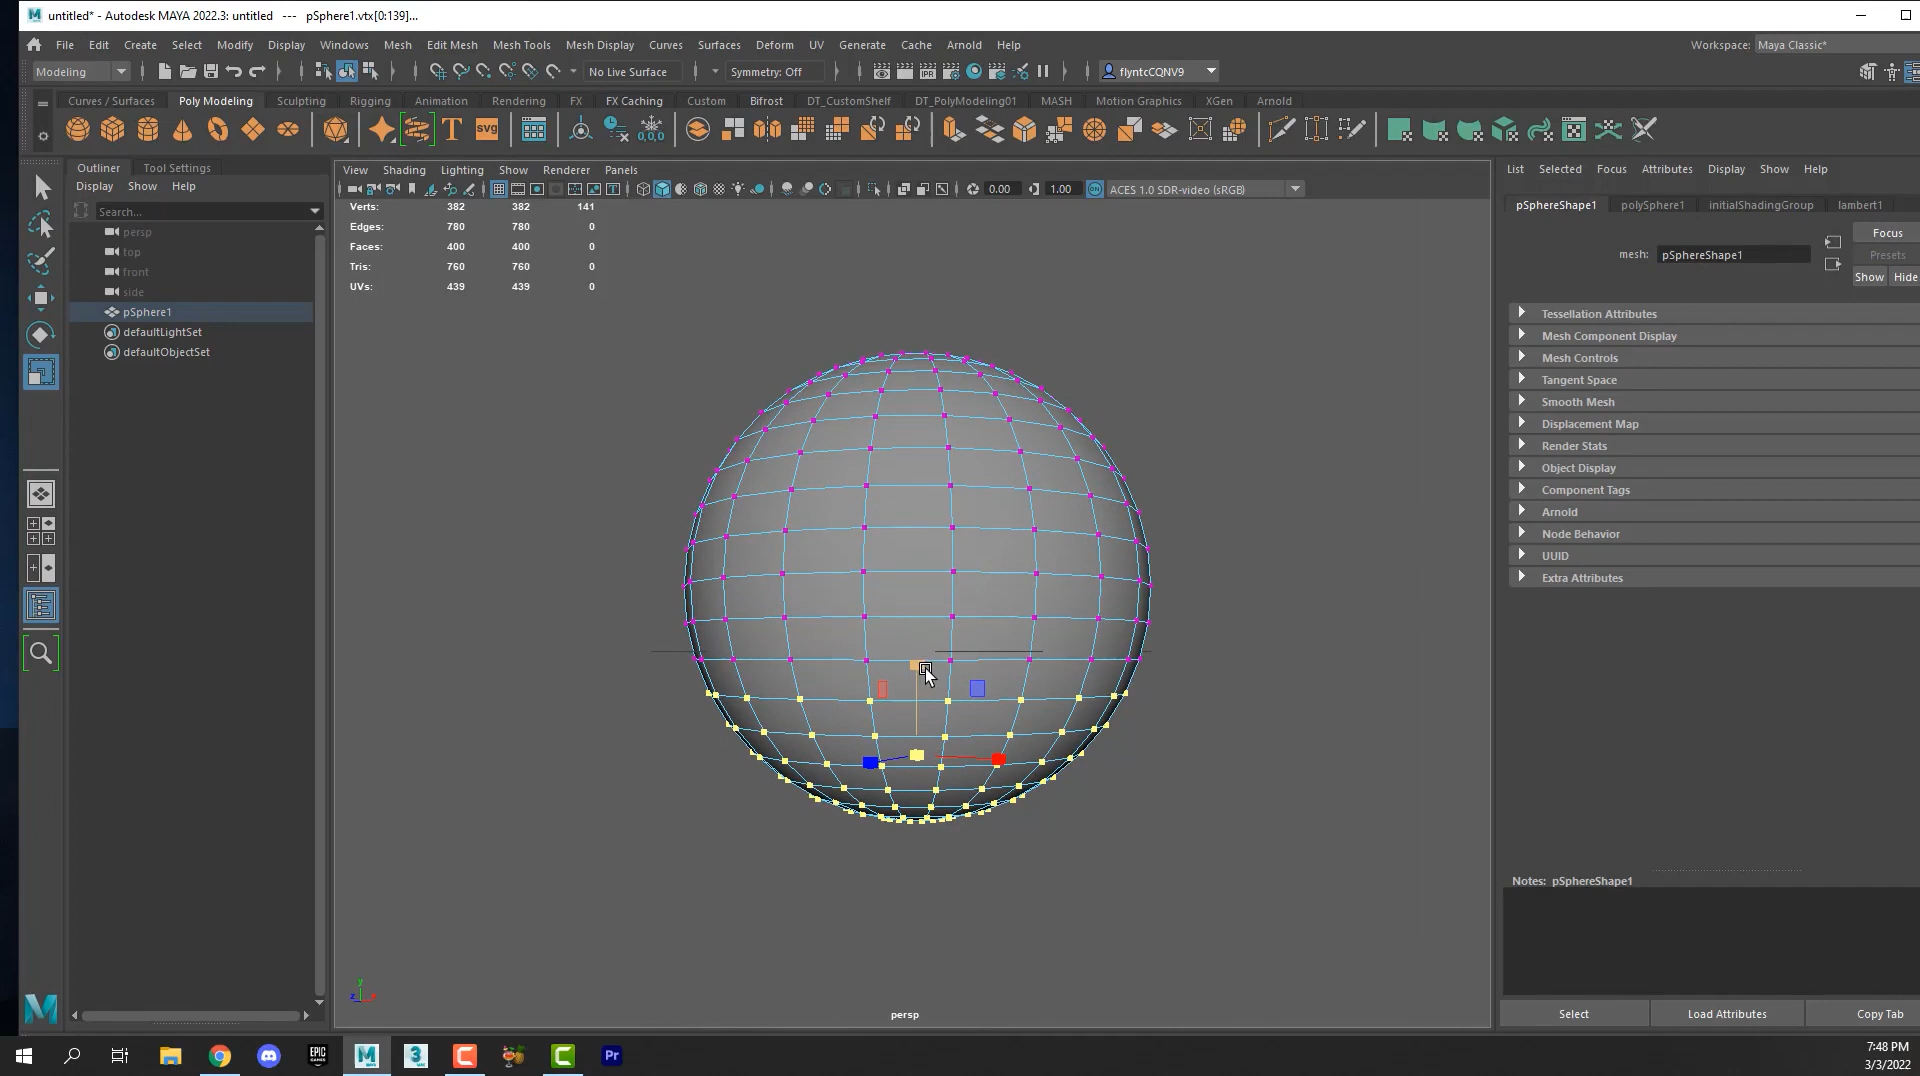 untitled* - Autodesk MAYA 2022.3: untitled   ---   pSphere1.vtx[0:139]...
File Edit Create Select Modify Display Windows Mesh Edit Mesh Mesh Tools Mesh Display Curves Surfaces Deform UV Generate Cache Arnold Help Workspace: Maya Classic*
Modeling No Live Surface Symmetry: Off flyntcCQNV9
Curves / Surfaces Poly Modeling Sculpting Rigging Animation Rendering FX FX Caching Custom Bifrost DT_CustomShelf DT_PolyModeling01 MASH Motion Graphics XGen Arnold
T SVG 0,0,0
Outliner Tool Settings
Display Show Help
Search...
persp
top
front
side
pSphere1
defaultLightSet
defaultObjectSet
View Shading Lighting Show Renderer Panels
0.00 1.00 ACES 1.0 SDR-video (sRGB)
Verts: 382 382 141
Edges: 780 780 0
Faces: 400 400 0
Tris: 760 760 0
UVs: 439 439 0
persp
List Selected Focus Attributes Display Show Help
pSphereShape1 polySphere1 initialShadingGroup lambert1
mesh: pSphereShape1
Focus
Presets
Show Hide
Tessellation Attributes
Mesh Component Display
Mesh Controls
Tangent Space
Smooth Mesh
Displacement Map
Render Stats
Object Display
Component Tags
Arnold
Node Behavior
UUID
Extra Attributes
Notes: pSphereShape1
Select Load Attributes Copy Tab
7:48 PM
3/3/2022